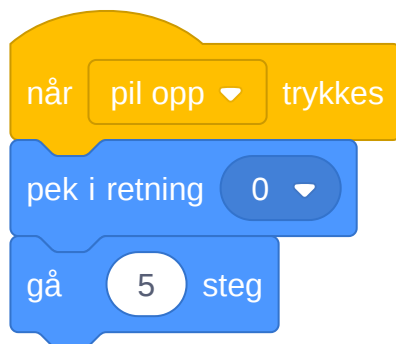 når pil opp trykkes
pek i retning 0
gå 5 steg